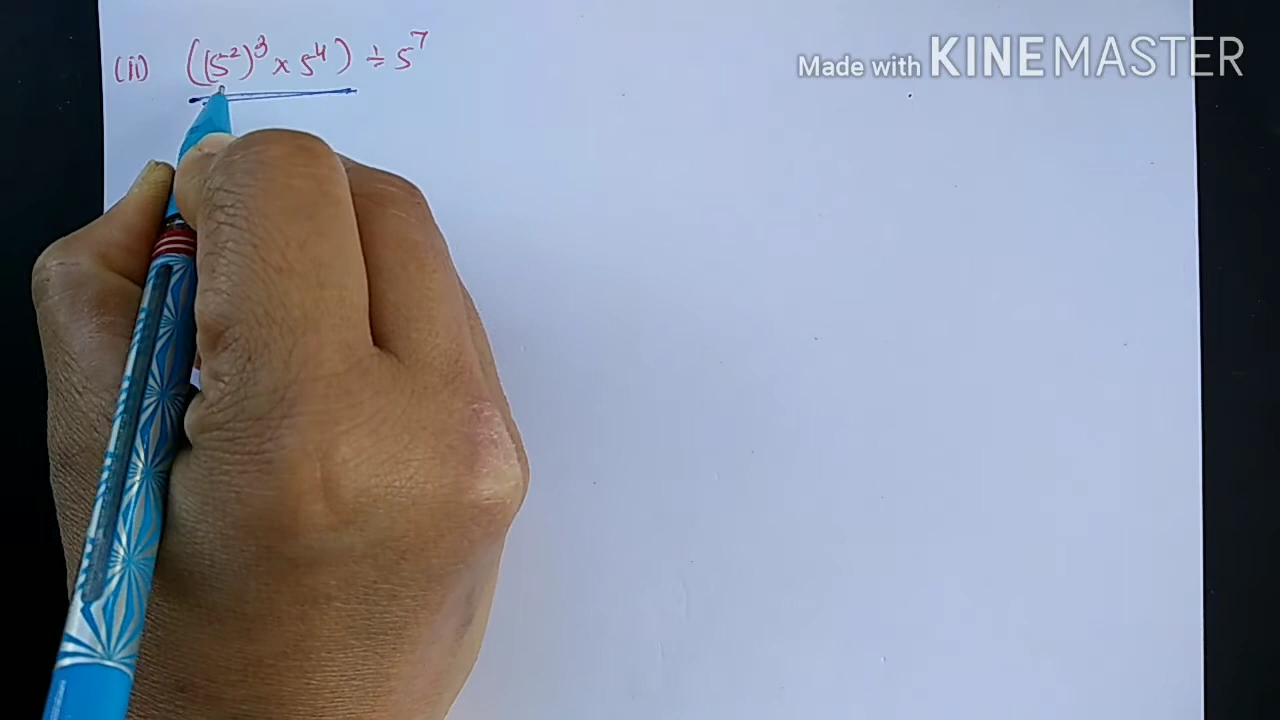 (ii) ((5²)³ × 5⁴) ÷ 5⁷
Made with KINEMASTER